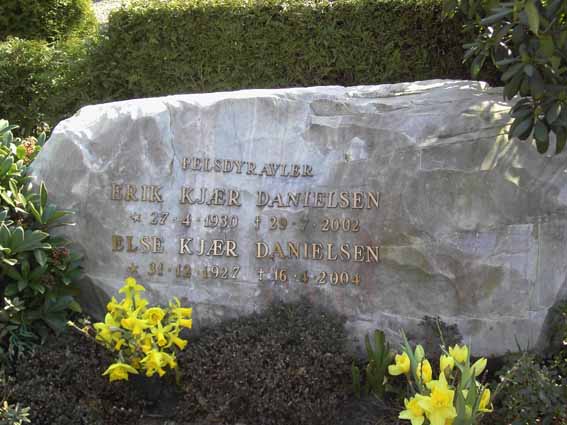 PELSDYRAVLER
ERIK KJÆR DANIELSEN
* 27 · 4 · 1930 † 29 · 7 · 2002
ELSE KJÆR DANIELSEN
* 31 · 12 · 1927 † 16 · 4 · 2004